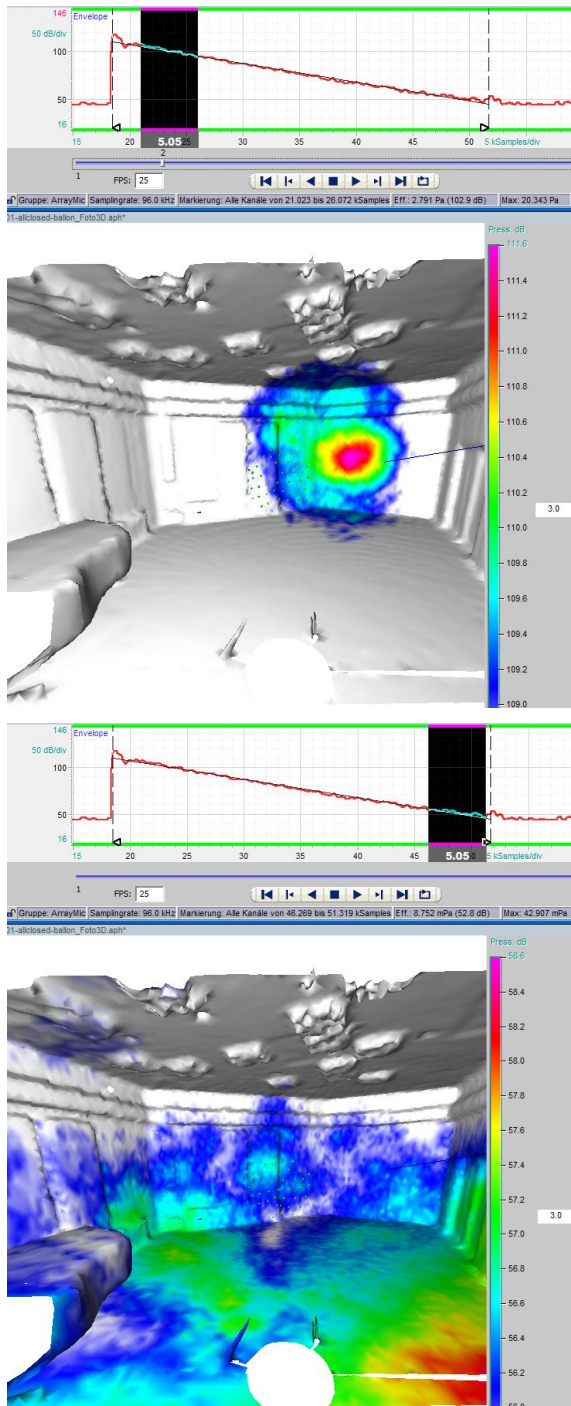 146
Envelope
50 dB/div
100
50
16
15 20 5.05 25 30 35 40 45 50 5 kSamples/div
2
1
FPS: 25
Gruppe: ArrayMic Samplingrate: 96.0 kHz Markierung: Alle Kanäle von 21.023 bis 26.072 kSamples Eff.: 2.791 Pa (102.9 dB) Max: 20.343 Pa
01-allclosed-ballon_Foto3D.aph*
Press. dB
111.6
111.4
111.2
111.0
110.8
110.6
110.4
110.2
3.0
110.0
109.8
109.6
109.4
109.2
109.0
146
Envelope
50 dB/div
100
50
16
15 20 25 30 35 40 45 5.05 5 kSamples/div
1
FPS: 25
Gruppe: ArrayMic Samplingrate: 96.0 kHz Markierung: Alle Kanäle von 46.269 bis 51.319 kSamples Eff.: 8.752 mPa (52.8 dB) Max: 42.907 mPa
01-allclosed-ballon_Foto3D.aph*
Press. dB
58.6
58.4
58.2
58.0
57.8
57.6
57.4
57.2
3.0
57.0
56.8
56.6
56.4
56.2